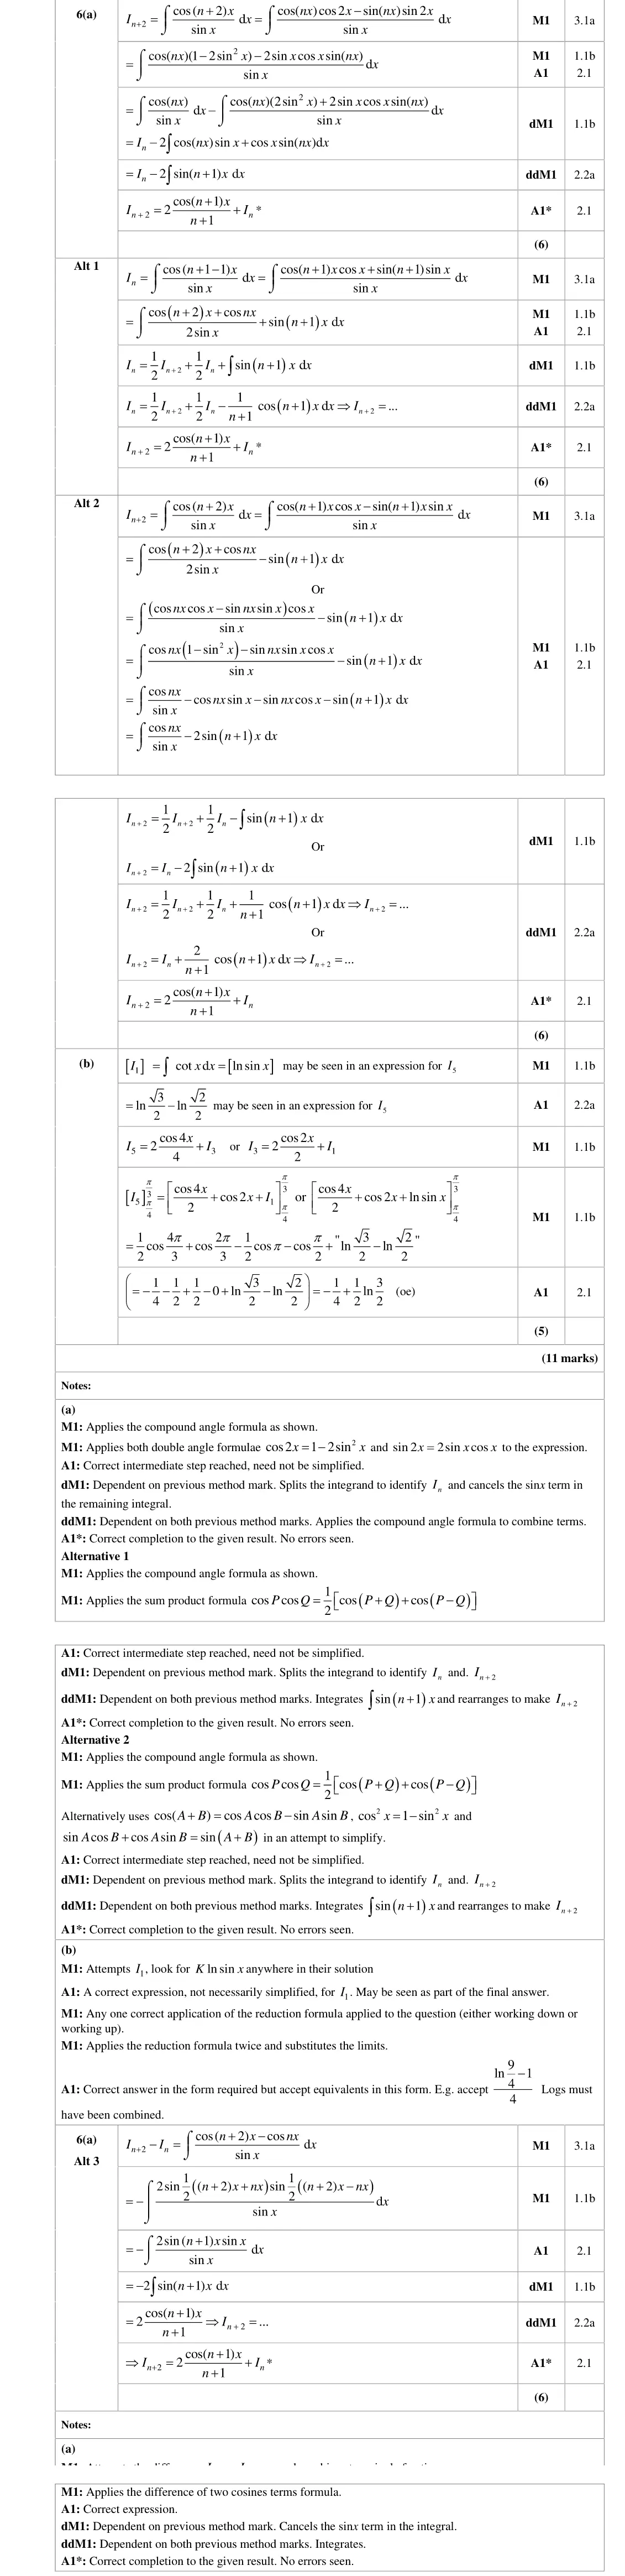 6(a) I_{n+2} = ∫ cos(n+2)x / sin x dx = ∫ (cos(nx)cos 2x − sin(nx)sin 2x) / sin x dx M1 3.1a
= ∫ (cos(nx)(1 − 2sin² x) − 2sin x cos x sin(nx)) / sin x dx M1 A1 1.1b 2.1
= ∫ cos(nx) / sin x dx − ∫ (cos(nx)(2sin² x) + 2sin x cos x sin(nx)) / sin x dx
= I_n − 2∫ cos(nx) sin x + cos x sin(nx)dx dM1 1.1b
= I_n − 2∫ sin(n+1)x dx ddM1 2.2a
I_{n+2} = 2 cos(n+1)x / (n+1) + I_n * A1* 2.1
(6)
Alt 1 I_n = ∫ cos(n+1−1)x / sin x dx = ∫ (cos(n+1)x cos x + sin(n+1) sin x) / sin x dx M1 3.1a
= ∫ (cos(n+2)x + cos nx) / 2sin x + sin(n+1)x dx M1 A1 1.1b 2.1
I_n = 1/2 I_{n+2} + 1/2 I_n + ∫ sin(n+1) x dx dM1 1.1b
I_n = 1/2 I_{n+2} + 1/2 I_n − 1/(n+1) cos(n+1) x dx ⇒ I_{n+2} = ... ddM1 2.2a
I_{n+2} = 2 cos(n+1)x / (n+1) + I_n * A1* 2.1
(6)
Alt 2 I_{n+2} = ∫ cos(n+2)x / sin x dx = ∫ (cos(n+1)x cos x − sin(n+1)x sin x) / sin x dx M1 3.1a
= ∫ (cos(n+2)x + cos nx) / 2sin x − sin(n+1)x dx
Or
= ∫ (cos nx cos x − sin nx sin x) cos x / sin x − sin(n+1)x dx
= ∫ (cos nx(1 − sin² x) − sin nx sin x cos x) / sin x − sin(n+1)x dx M1 A1 1.1b 2.1
= ∫ cos nx / sin x − cos nx sin x − sin nx cos x − sin(n+1)x dx
= ∫ cos nx / sin x − 2sin(n+1)x dx
I_{n+2} = 1/2 I_{n+2} + 1/2 I_n − ∫ sin(n+1) x dx
Or dM1 1.1b
I_{n+2} = I_n − 2∫ sin(n+1) x dx
I_{n+2} = 1/2 I_{n+2} + 1/2 I_n + 1/(n+1) cos(n+1) x dx ⇒ I_{n+2} = ...
Or ddM1 2.2a
I_{n+2} = I_n + 2/(n+1) cos(n+1) x dx ⇒ I_{n+2} = ...
I_{n+2} = 2 cos(n+1)x / (n+1) + I_n A1* 2.1
(6)
(b) [I_1] = ∫ cot x dx = [ln sin x] may be seen in an expression for I_5 M1 1.1b
= ln √3/2 − ln √2/2 may be seen in an expression for I_5 A1 2.2a
I_5 = 2 cos 4x / 4 + I_3 or I_3 = 2 cos 2x / 2 + I_1 M1 1.1b
[I_5]_{π/4}^{π/3} = [cos 4x / 2 + cos 2x + I_1]_{π/4}^{π/3} or [cos 4x / 2 + cos 2x + ln sin x]_{π/4}^{π/3} M1 1.1b
= 1/2 cos 4π/3 + cos 2π/3 − 1/2 cos π − cos π/2 + "ln √3/2 − ln √2/2"
(= −1/4 − 1/2 + 1/2 − 0 + ln √3/2 − ln √2/2) = −1/4 + 1/2 ln 3/2 (oe) A1 2.1
(5)
(11 marks)
Notes:
(a)
M1: Applies the compound angle formula as shown.
M1: Applies both double angle formulae cos 2x = 1 − 2sin² x and sin 2x = 2sin x cos x to the expression.
A1: Correct intermediate step reached, need not be simplified.
dM1: Dependent on previous method mark. Splits the integrand to identify I_n and cancels the sinx term in
the remaining integral.
ddM1: Dependent on both previous method marks. Applies the compound angle formula to combine terms.
A1*: Correct completion to the given result. No errors seen.
Alternative 1
M1: Applies the compound angle formula as shown.
M1: Applies the sum product formula cos P cos Q = 1/2 [cos(P+Q) + cos(P−Q)]
A1: Correct intermediate step reached, need not be simplified.
dM1: Dependent on previous method mark. Splits the integrand to identify I_n and. I_{n+2}
ddM1: Dependent on both previous method marks. Integrates ∫ sin(n+1) x and rearranges to make I_{n+2}
A1*: Correct completion to the given result. No errors seen.
Alternative 2
M1: Applies the compound angle formula as shown.
M1: Applies the sum product formula cos P cos Q = 1/2 [cos(P+Q) + cos(P−Q)]
Alternatively uses cos(A+B) = cos A cos B − sin A sin B, cos² x = 1 − sin² x and
sin A cos B + cos A sin B = sin(A+B) in an attempt to simplify.
A1: Correct intermediate step reached, need not be simplified.
dM1: Dependent on previous method mark. Splits the integrand to identify I_n and. I_{n+2}
ddM1: Dependent on both previous method marks. Integrates ∫ sin(n+1) x and rearranges to make I_{n+2}
A1*: Correct completion to the given result. No errors seen.
(b)
M1: Attempts I_1, look for K ln sin x anywhere in their solution
A1: A correct expression, not necessarily simplified, for I_1. May be seen as part of the final answer.
M1: Any one correct application of the reduction formula applied to the question (either working down or
working up).
M1: Applies the reduction formula twice and substitutes the limits.
A1: Correct answer in the form required but accept equivalents in this form. E.g. accept (ln 9/4 − 1) / 4 Logs must
have been combined.
6(a) Alt 3 I_{n+2} − I_n = ∫ (cos(n+2)x − cos nx) / sin x dx M1 3.1a
= −∫ 2sin 1/2((n+2)x + nx) sin 1/2((n+2)x − nx) / sin x dx M1 1.1b
= −∫ 2sin(n+1)x sin x / sin x dx A1 2.1
= −2∫ sin(n+1)x dx dM1 1.1b
= 2 cos(n+1)x / (n+1) ⇒ I_{n+2} = ... ddM1 2.2a
⇒ I_{n+2} = 2 cos(n+1)x / (n+1) + I_n * A1* 2.1
(6)
Notes:
(a)
M1: Applies the difference of two cosines terms formula.
A1: Correct expression.
dM1: Dependent on previous method mark. Cancels the sinx term in the integral.
ddM1: Dependent on both previous method marks. Integrates.
A1*: Correct completion to the given result. No errors seen.